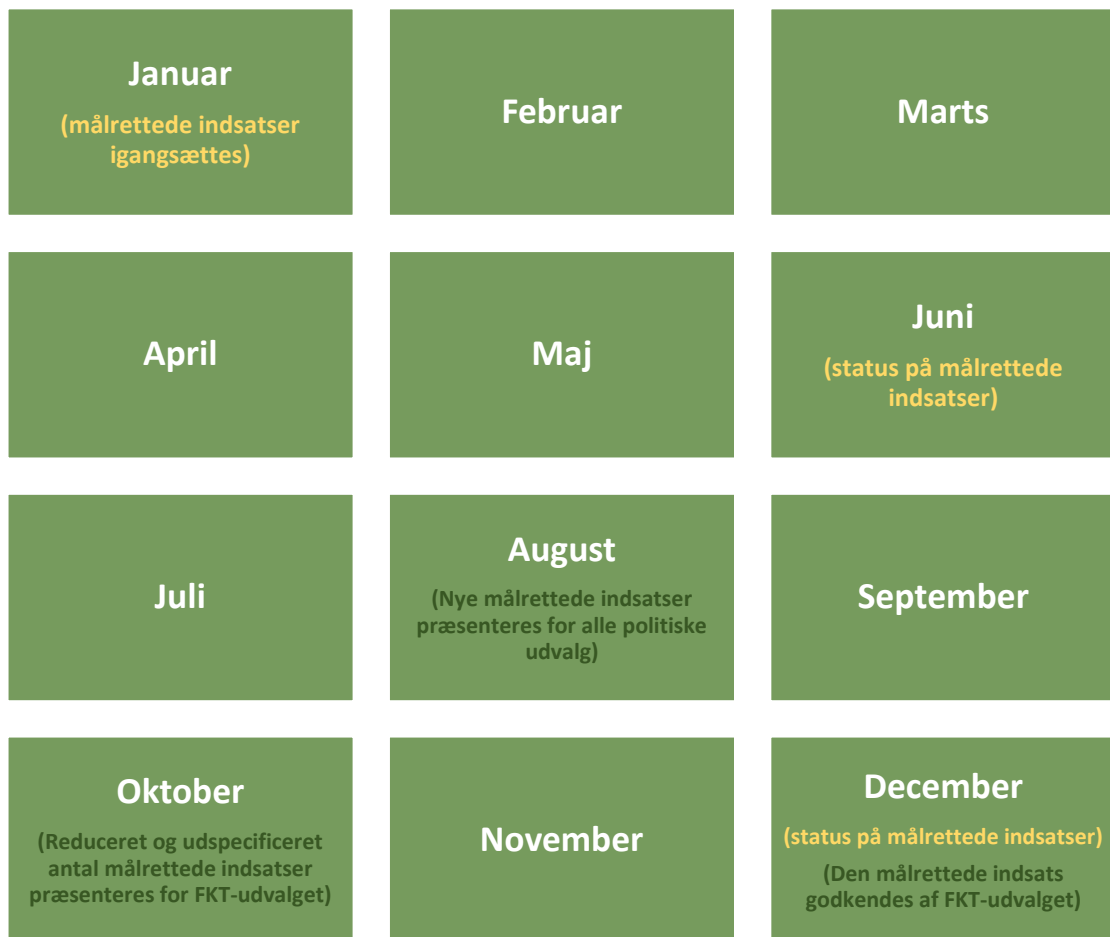 Januar
(målrettede indsatser
igangsættes)
Februar
Marts
April
Maj
Juni
(status på målrettede
indsatser)
Juli
August
(Nye målrettede indsatser
præsenteres for alle politiske
udvalg)
September
Oktober
(Reduceret og udspecificeret
antal målrettede indsatser
præsenteres for FKT-udvalget)
November
December
(status på målrettede indsatser)
(Den målrettede indsats
godkendes af FKT-udvalget)